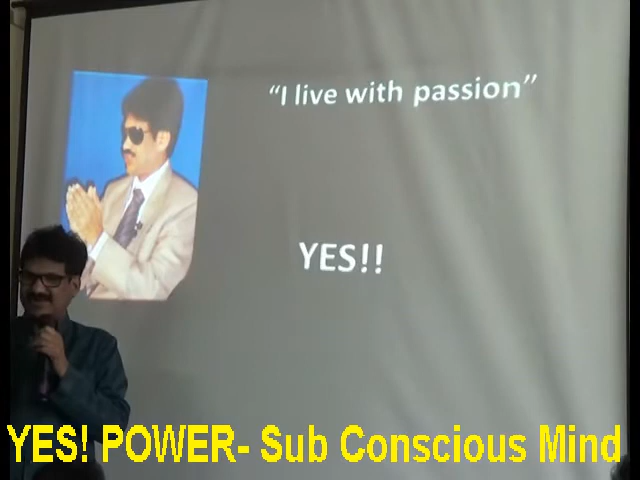 “I live with passion”
YES!!
YES! POWER- Sub Conscious Mind